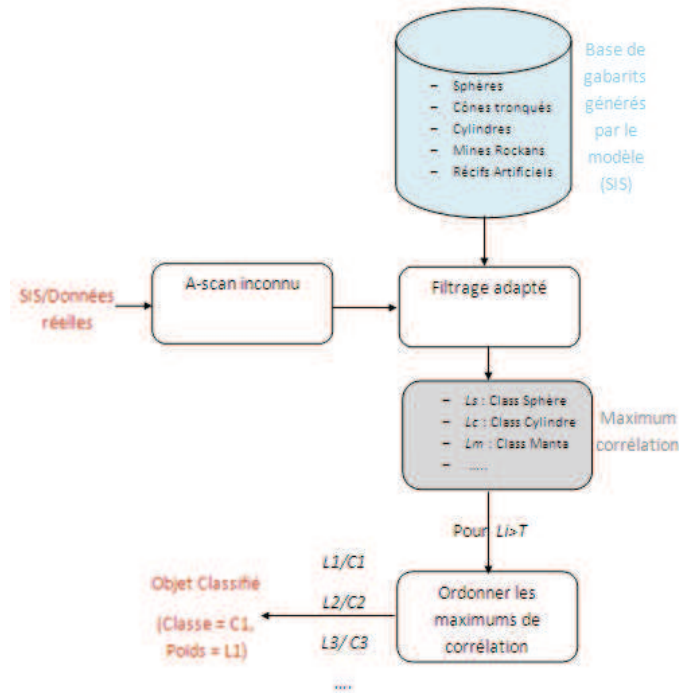 Base de
gabarits
générés
par le
modèle
(SIS)
– Sphères
– Cônes tronqués
– Cylindres
– Mines Rockans
– Récifs Artificiels
SIS/Données
réelles
A-scan inconnu
Filtrage adapté
– Ls : Class Sphère
– Lc : Class Cylindre
– Lm : Class Manta
– .....
Maximum
corrélation
Pour Li>T
Ordonner les
maximums de
corrélation
L1/C1
L2/C2
L3/ C3
....
Objet Classifié
(Classe = C1,
Poids = L1)